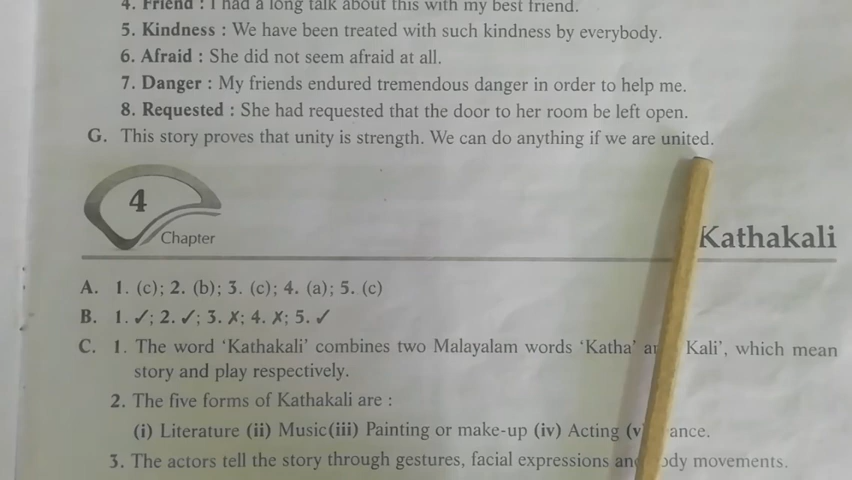 4. Friend : I had a long talk about this with my best friend.
5. Kindness : We have been treated with such kindness by everybody.
6. Afraid : She did not seem afraid at all.
7. Danger : My friends endured tremendous danger in order to help me.
8. Requested : She had requested that the door to her room be left open.
G. This story proves that unity is strength. We can do anything if we are united.
4
Chapter
Kathakali
A. 1. (c); 2. (b); 3. (c); 4. (a); 5. (c)
B. 1. ✓; 2. ✓; 3. ✗; 4. ✗; 5. ✓
C. 1. The word ‘Kathakali’ combines two Malayalam words ‘Katha’ Kali’, which mean
story and play respectively.
2. The five forms of Kathakali are :
(i) Literature (ii) Music(iii) Painting or make-up (iv) Acting
3. The actors tell the story through gestures, facial expressions movements.